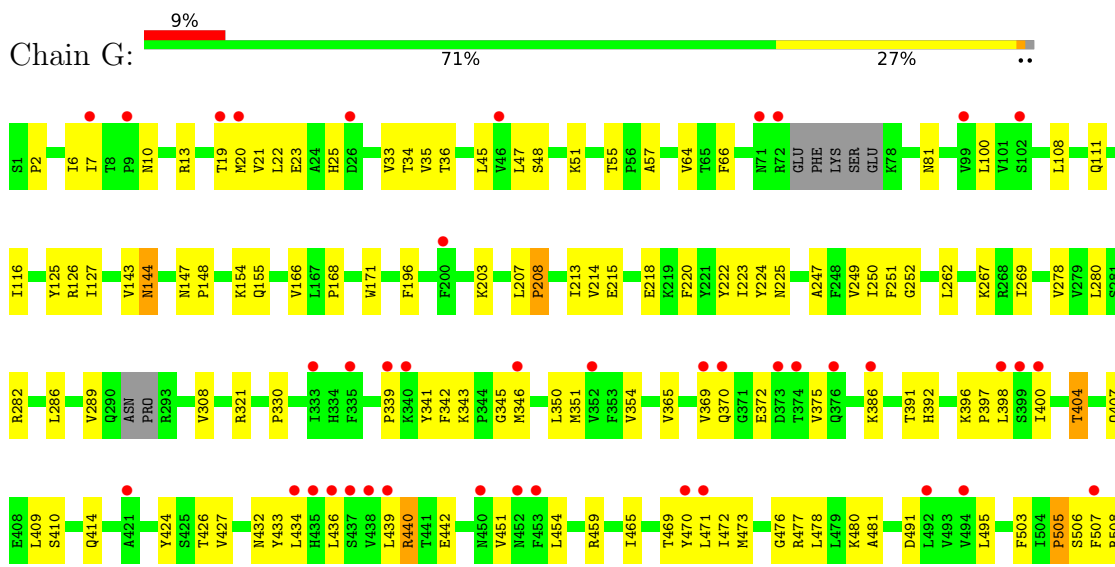 9%
Chain G:
71% 27% ••
S1 P2 I6 I7 T8 P9 N10 R13 T19 M20 V21 L22 E23 A24 H25 D26 V33 T34 V35 T36 L45 V46 L47 S48 K51 T55 P56 A57 V64 T65 F66 N71 R72 GLU PHE LYS SER GLU K78 N81 V99 L100 V101 S102 L108 Q111
I116 Y125 R126 I127 V143 N144 N147 P148 K154 Q155 V166 L167 P168 W171 F196 F200 K203 L207 P208 I213 V214 E215 E218 K219 F220 Y221 Y222 I223 Y224 N225 A247 F248 V249 I250 F251 G252 L262 K267 R268 I269 V278 V279 L280 S281
R282 L286 V289 Q290 ASN PRO R293 V308 R321 P330 I333 H334 F335 P339 K340 Y341 F342 K343 P344 G345 M346 L350 M351 V352 F353 V354 V365 V369 Q370 G371 E372 D373 T374 V375 Q376 K386 T391 H392 K396 P397 L398 S399 I400 T404
E408 L409 S410 Q414 A421 Y424 S425 T426 V427 N432 Y433 L434 H435 L436 S437 V438 L439 R440 T441 E442 N450 V451 N452 F453 L454 R459 I465 T469 Y470 L471 I472 M473 G476 R477 L478 L479 K480 A481 D491 L492 V493 V494 L495 F503 I504 P505 S506 F507